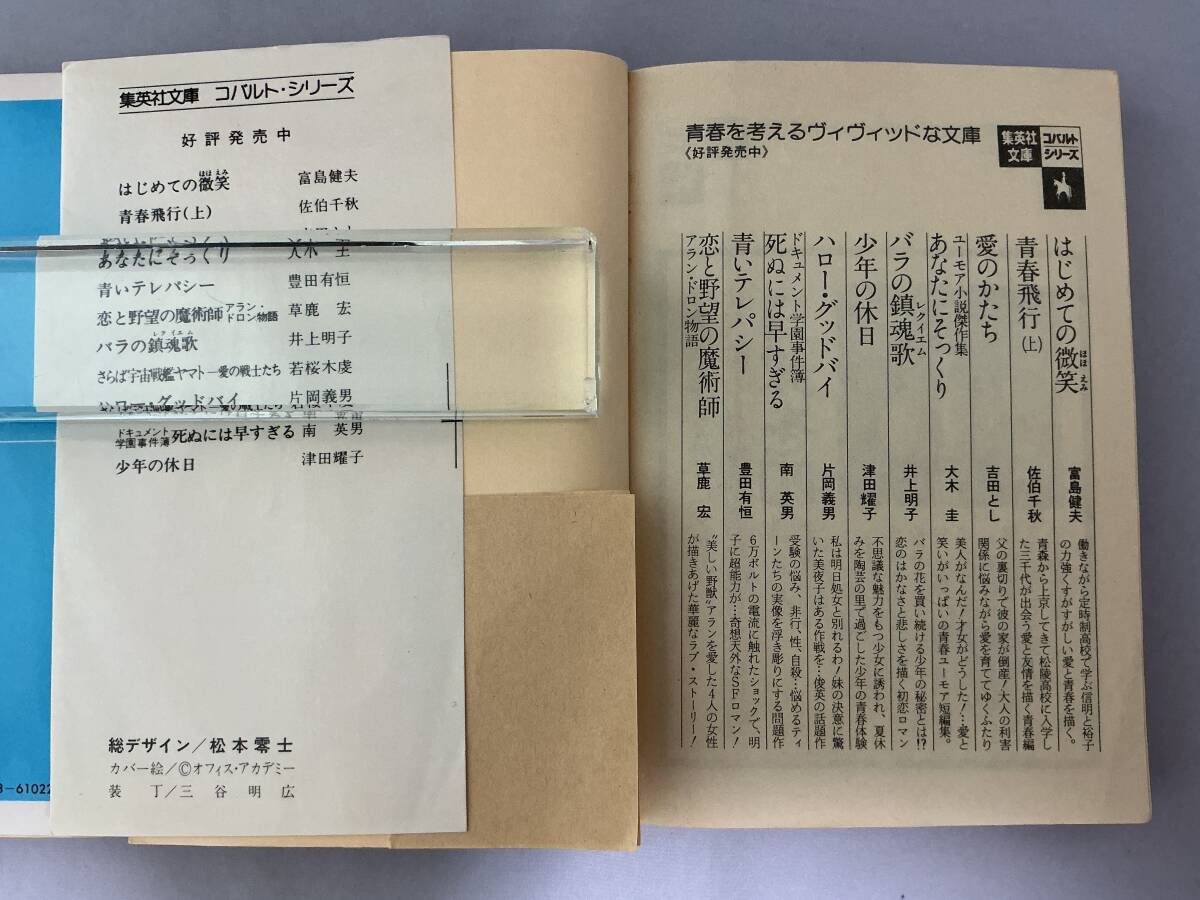 集英社文庫 コバルト・シリーズ
好評発売中
はじめての微笑 富島健夫
ほほえみ
青春飛行(上) 佐伯千秋
あなたにそっくり 大木 圭
青いテレパシー 豊田有恒
恋と野望の魔術師 アラン・ドロン物語 草鹿 宏
バラの鎮魂歌 井上明子
レクイエム
さらば宇宙戦艦ヤマト―愛の戦士たち 若桜木虔
ハロー・グッドバイ 片岡義男
ドキュメント学園事件簿 死ぬには早すぎる 南 英男
少年の休日 津田耀子
総デザイン/松本零士
カバー絵/©オフィス・アカデミー
装 丁/三谷明広
8-61022
青春を考えるヴィヴィッドな文庫
《好評発売中》
集英社文庫
コバルトシリーズ
はじめての微笑 富島健夫
ほほえみ
働きながら定時制高校で学ぶ信明と裕子
の力強くすがすがしい愛と青春を描く。
青春飛行(上) 佐伯千秋
青森から上京してきて松陵高校に入学し
た三千代が出会う愛と友情を描く青春編
愛のかたち 吉田とし
父の裏切りで彼の家が倒産!大人の利害
関係に悩みながら愛を育ててゆくふたり
ユーモア小説傑作集
あなたにそっくり 大木 圭
美人がなんだ!才女がどうした!…愛と
笑いがいっぱいの青春ユーモア短編集。
バラの鎮魂歌 井上明子
レクイエム
バラの花を買い続ける少年の秘密とは!?
恋のはかなさと悲しさを描く初恋ロマン
少年の休日 津田耀子
不思議な魅力をもつ少女に誘われ、夏休
みを陶芸の里で過ごした少年の青春体験
ハロー・グッドバイ 片岡義男
私は明日処女と別れるわ!妹の決意に驚
いた美夜子はある作戦を…俊英の話題作
ドキュメント学園事件簿
死ぬには早すぎる 南 英男
受験の悩み、非行、性、自殺…悩めるティ
ーンたちの実像を浮き彫りにする問題作
青いテレパシー 豊田有恒
6万ボルトの電流に触れたショックで、明
子に超能力が…奇想天外なSFロマン!
恋と野望の魔術師 草鹿 宏
アラン・ドロン物語
“美しい野獣”アランを愛した4人の女性
が描きあげた華麗なラブ・ストーリー!